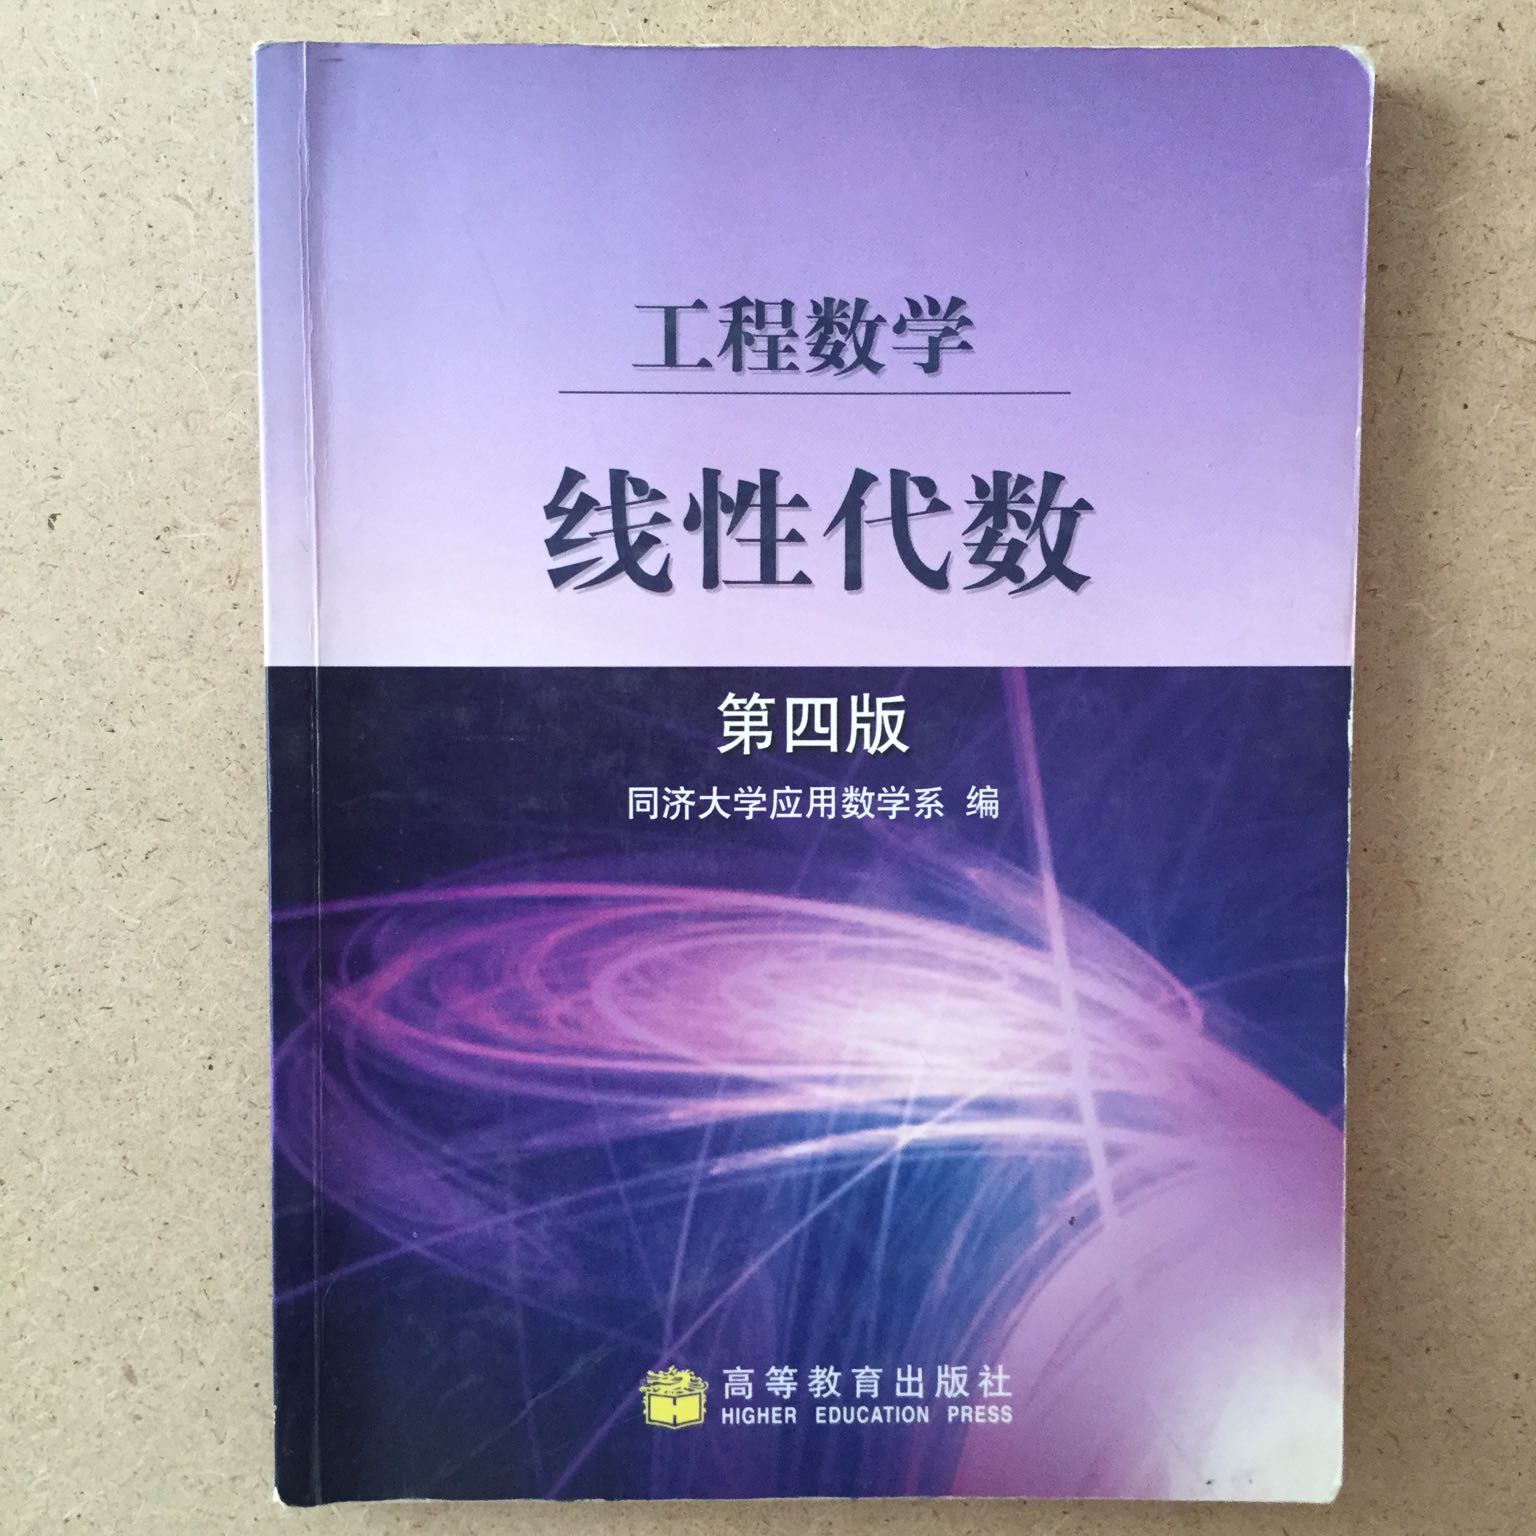 工程数学
线性代数
第四版
同济大学应用数学系 编
高等教育出版社
HIGHER EDUCATION PRESS